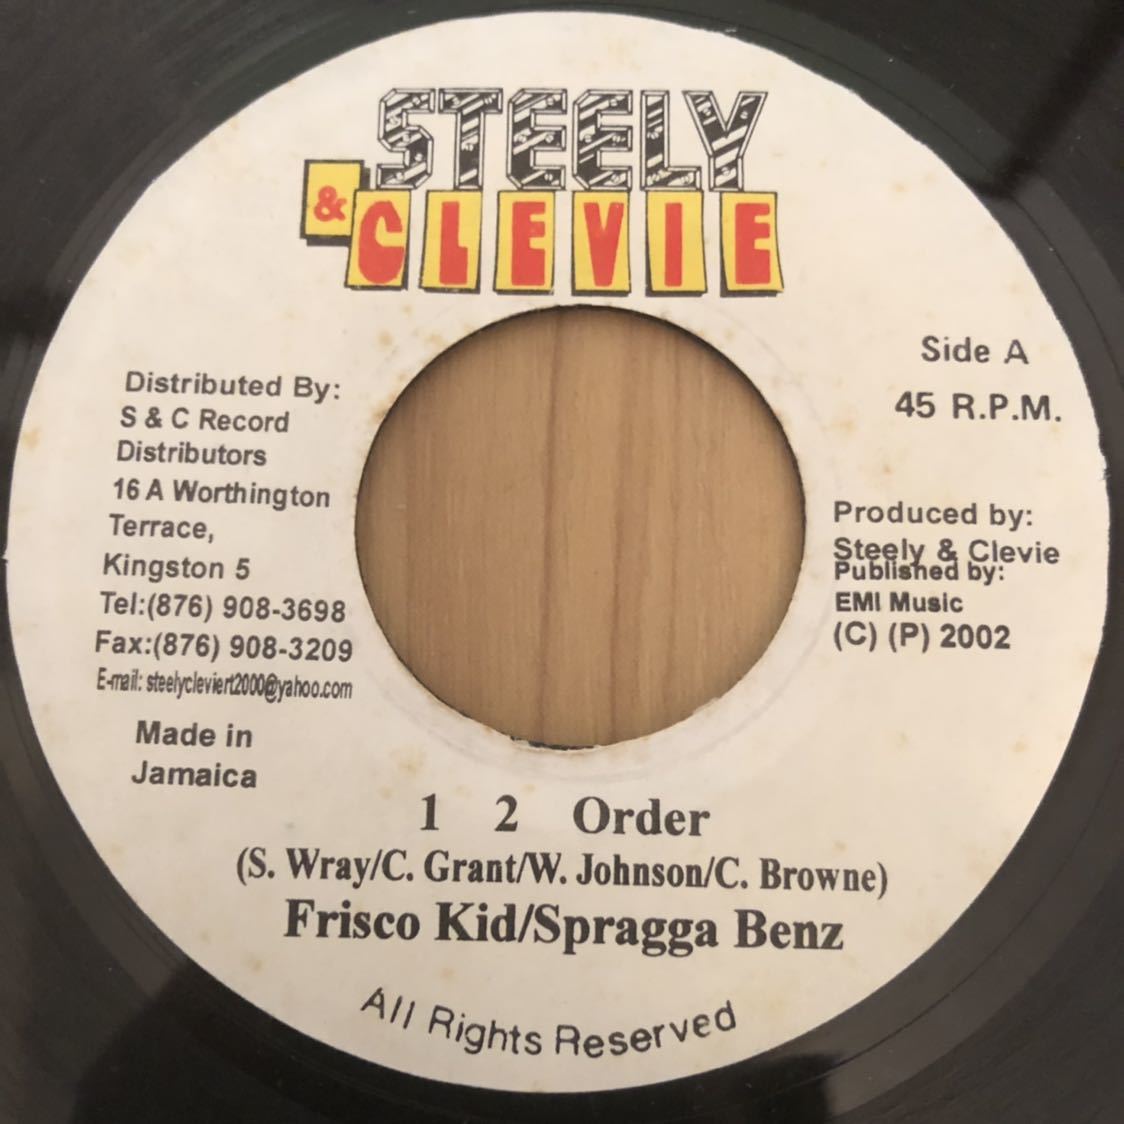 STEELY
& CLEVIE
Side A
45 R.P.M.
Distributed By:
S & C Record
Distributors
16 A Worthington
Terrace,
Kingston 5
Tel:(876) 908-3698
Fax:(876) 908-3209
E-mail: steelycleviert2000@yahoo.com
Made in
Jamaica
Produced by:
Steely & Clevie
Published by:
EMI Music
(C) (P) 2002
1 2 Order
(S. Wray/C. Grant/W. Johnson/C. Browne)
Frisco Kid/Spragga Benz
All Rights Reserved